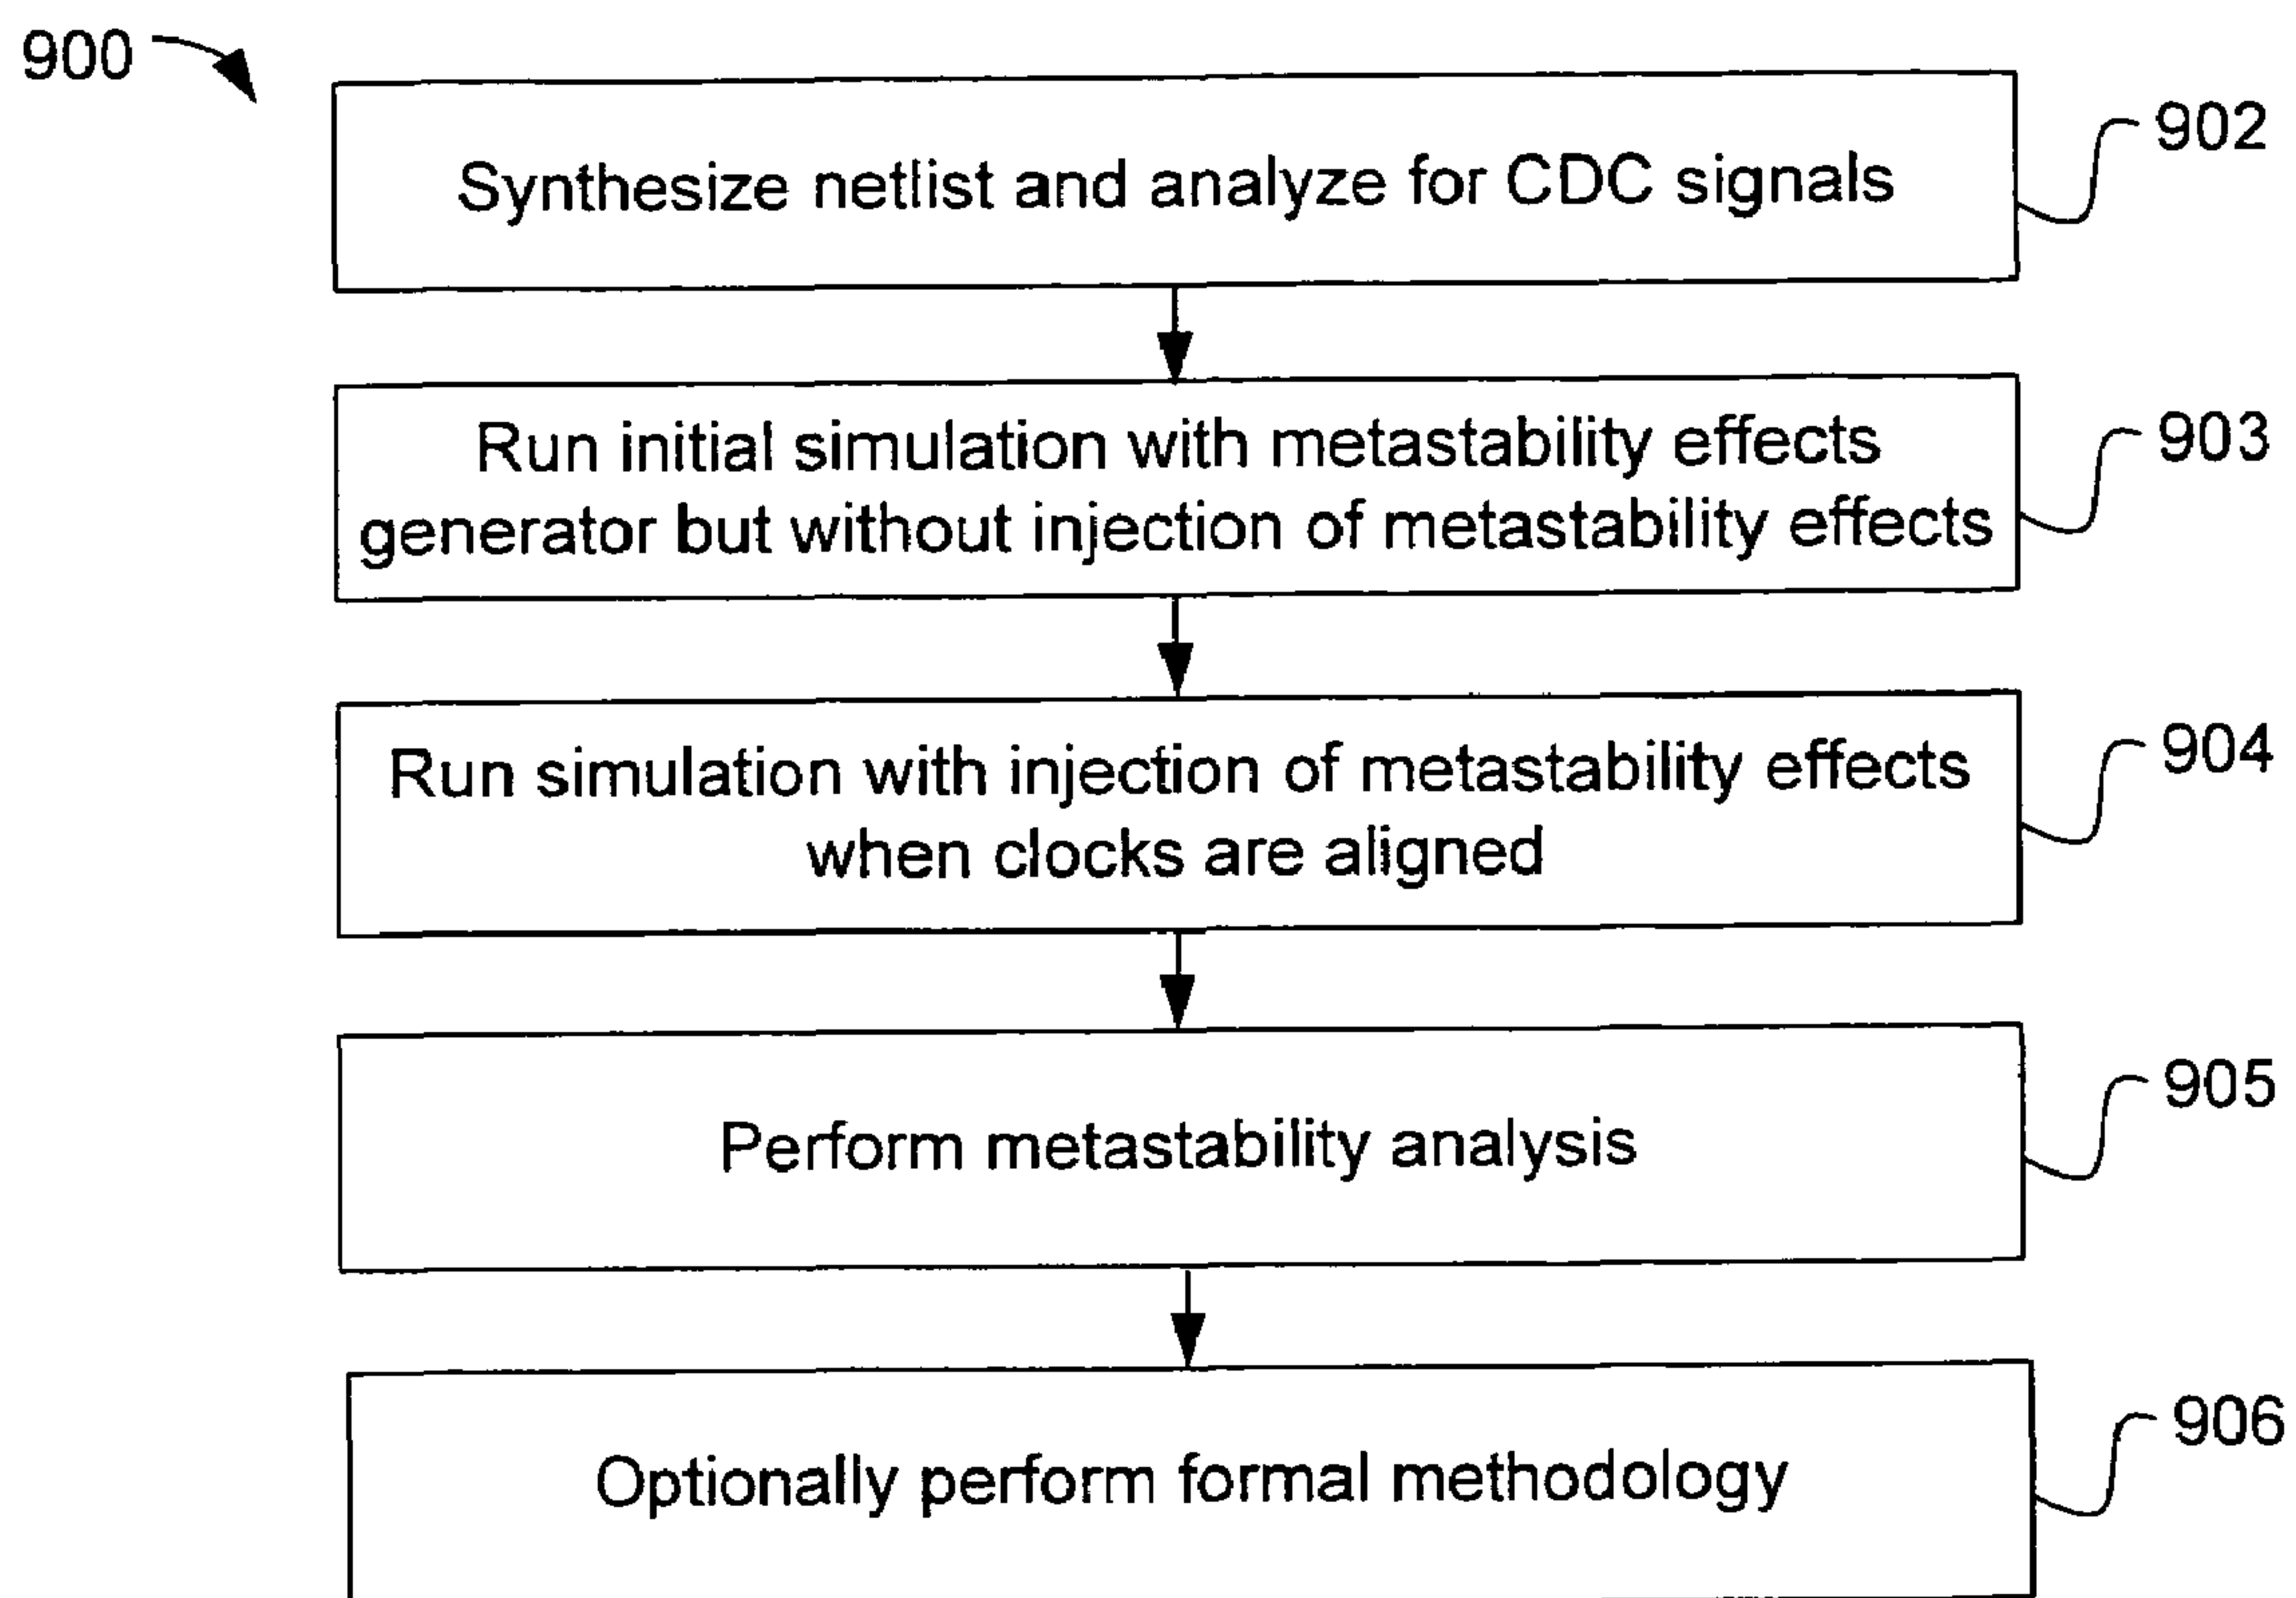 900
Synthesize netlist and analyze for CDC signals
902
Run initial simulation with metastability effects
generator but without injection of metastability effects
903
Run simulation with injection of metastability effects
when clocks are aligned
904
Perform metastability analysis
905
Optionally perform formal methodology
906